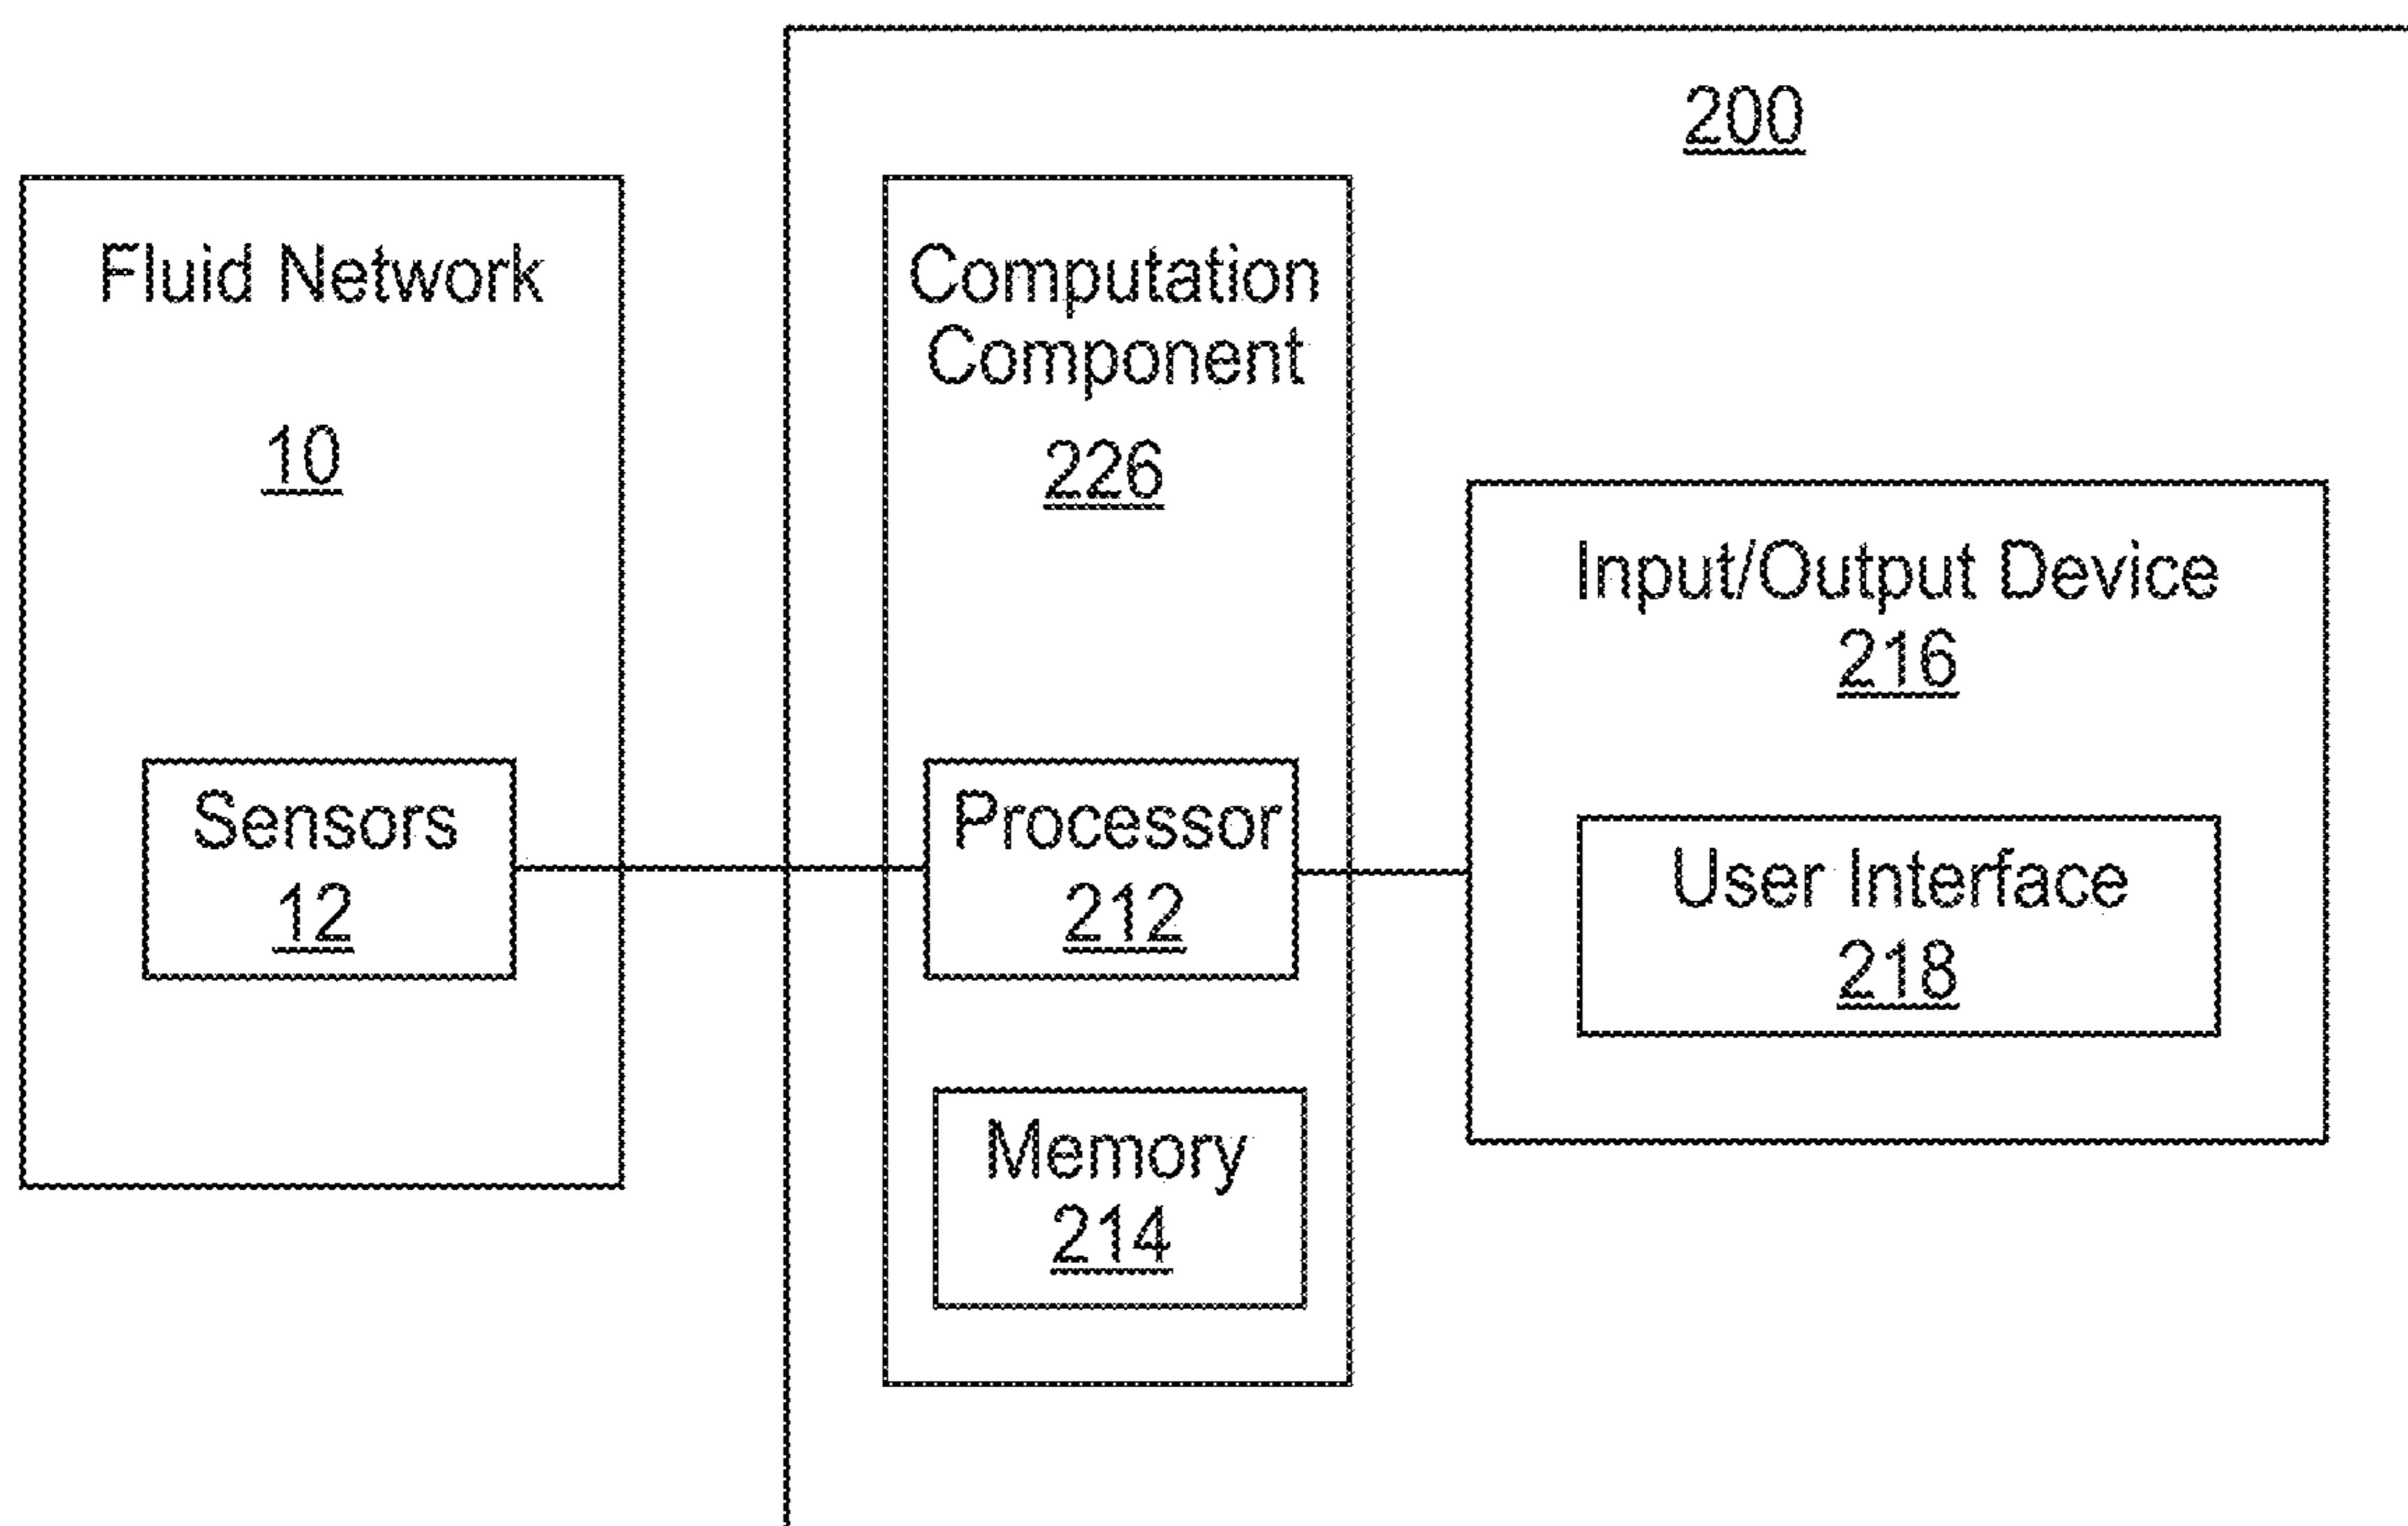 200
Fluid Network
10
Sensors
12
Computation
Component
226
Processor
212
Memory
214
Input/Output Device
216
User Interface
218